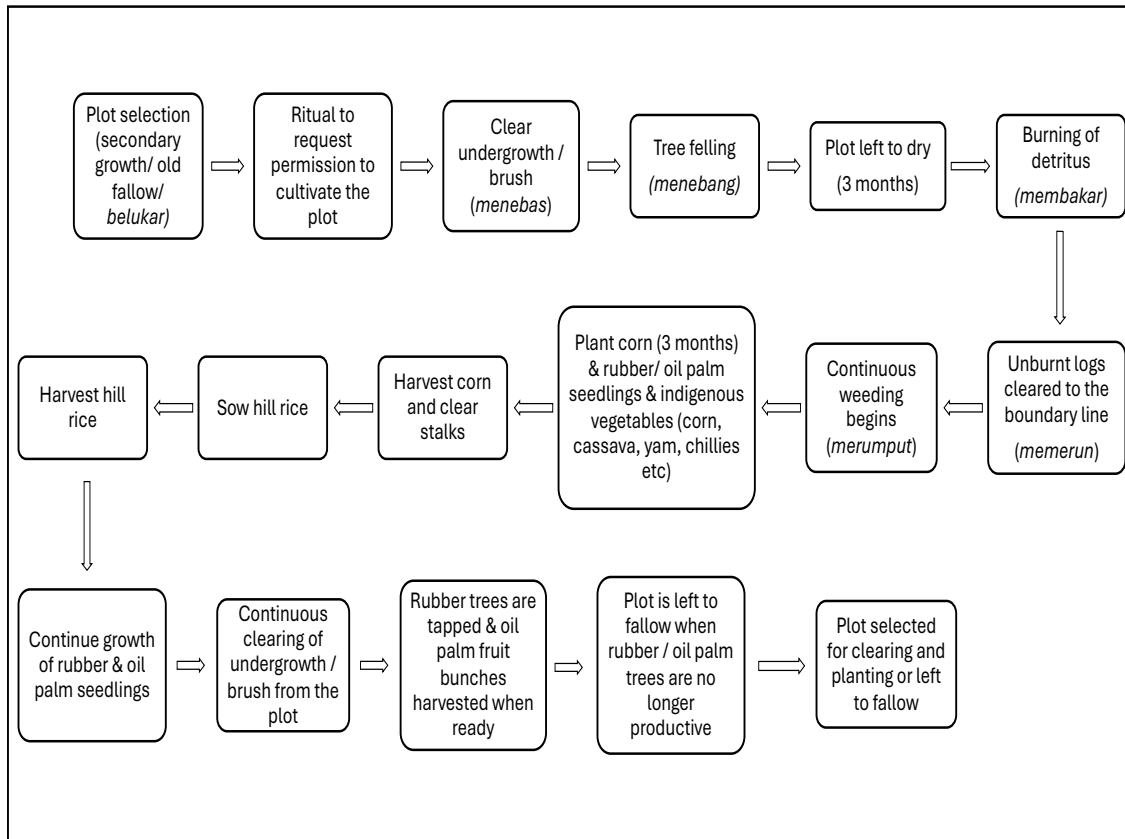 Plot selection
(secondary
growth/ old
fallow/
belukar)
Ritual to
request
permission to
cultivate the
plot
Clear
undergrowth /
brush
(menebas)
Tree felling
(menebang)
Plot left to dry
(3 months)
Burning of
detritus
(membakar)
Unburnt logs
cleared to the
boundary line
(memerun)
Continuous
weeding
begins
(merumput)
Plant corn (3 months)
& rubber/ oil palm
seedlings & indigenous
vegetables (corn,
cassava, yam, chillies
etc)
Harvest corn
and clear
stalks
Sow hill rice
Harvest hill
rice
Continue growth
of rubber & oil
palm seedlings
Continuous
clearing of
undergrowth /
brush from the
plot
Rubber trees are
tapped & oil
palm fruit
bunches
harvested when
ready
Plot is left to
fallow when
rubber / oil palm
trees are no
longer
productive
Plot selected
for clearing and
planting or left
to fallow